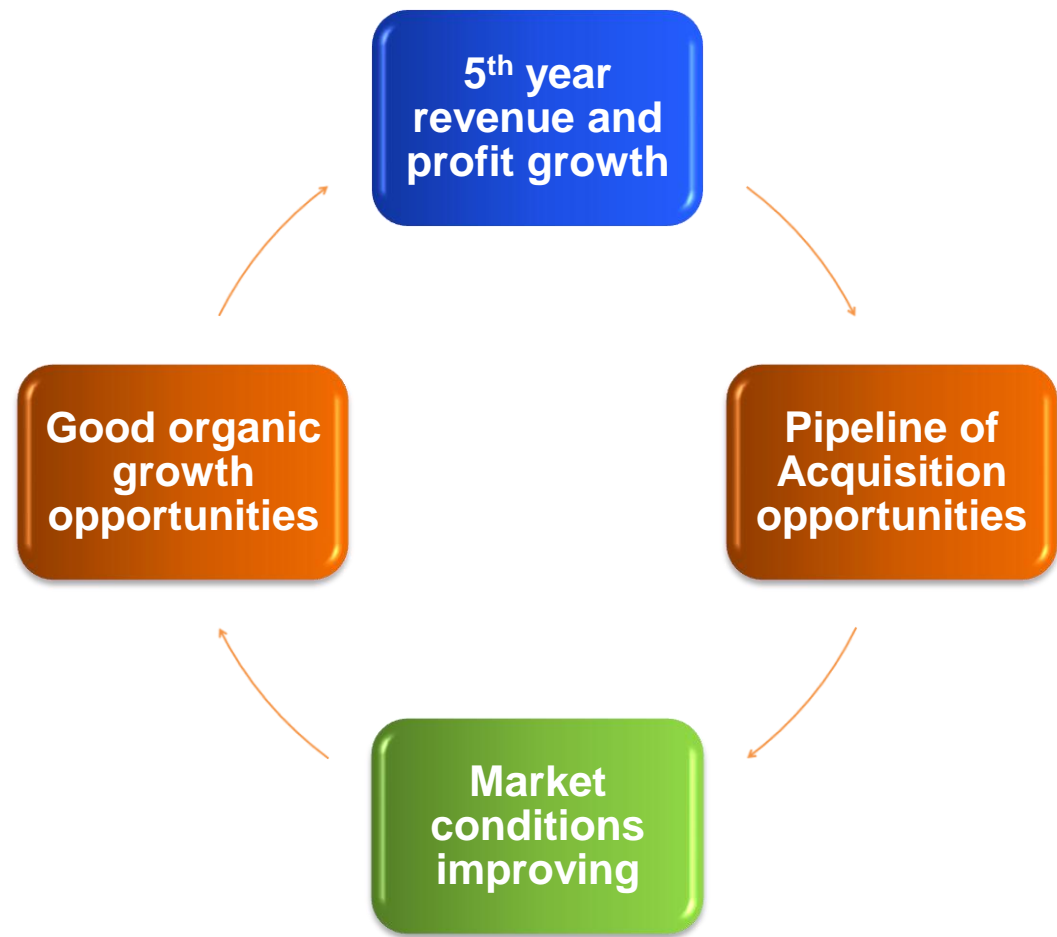 5th year
revenue and
profit growth
Good organic
growth
opportunities
Pipeline of
Acquisition
opportunities
Market
conditions
improving